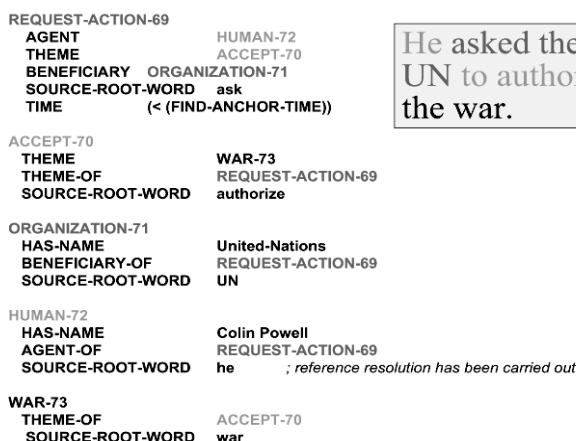 REQUEST-ACTION-69
AGENT HUMAN-72
THEME ACCEPT-70
BENEFICIARY ORGANIZATION-71
SOURCE-ROOT-WORD ask
TIME (< (FIND-ANCHOR-TIME))
He asked the
UN to author
the war.
ACCEPT-70
THEME WAR-73
THEME-OF REQUEST-ACTION-69
SOURCE-ROOT-WORD authorize
ORGANIZATION-71
HAS-NAME United-Nations
BENEFICIARY-OF REQUEST-ACTION-69
SOURCE-ROOT-WORD UN
HUMAN-72
HAS-NAME Colin Powell
AGENT-OF REQUEST-ACTION-69
SOURCE-ROOT-WORD he ; reference resolution has been carried out
WAR-73
THEME-OF ACCEPT-70
SOURCE-ROOT-WORD war